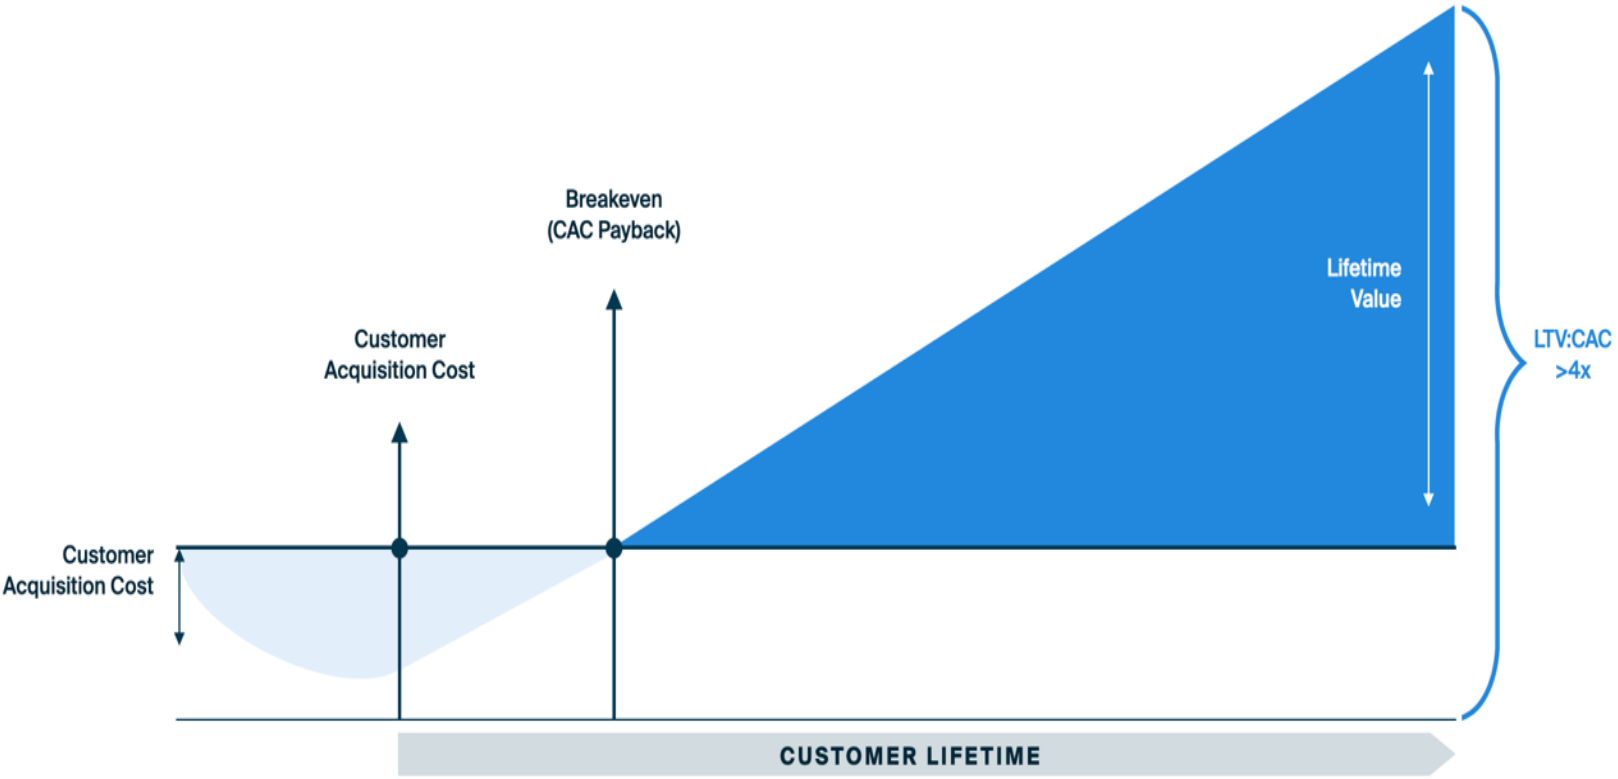 Breakeven
(CAC Payback)
Customer
Acquisition Cost
Lifetime
Value
LTV:CAC
>4x
Customer
Acquisition Cost
CUSTOMER LIFETIME